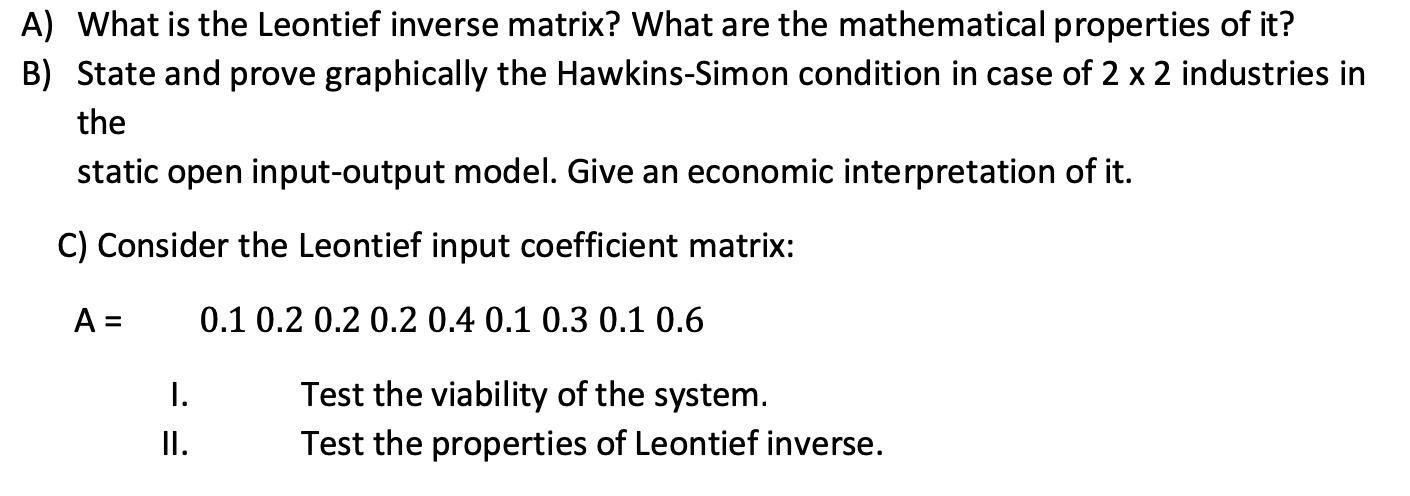 A) What is the Leontief inverse matrix? What are the mathematical properties of it?
B) State and prove graphically the Hawkins-Simon condition in case of 2 x 2 industries in
the
static open input-output model. Give an economic interpretation of it.
C) Consider the Leontief input coefficient matrix:
A = 0.1 0.2 0.2 0.2 0.4 0.1 0.3 0.1 0.6
I. Test the viability of the system.
II. Test the properties of Leontief inverse.